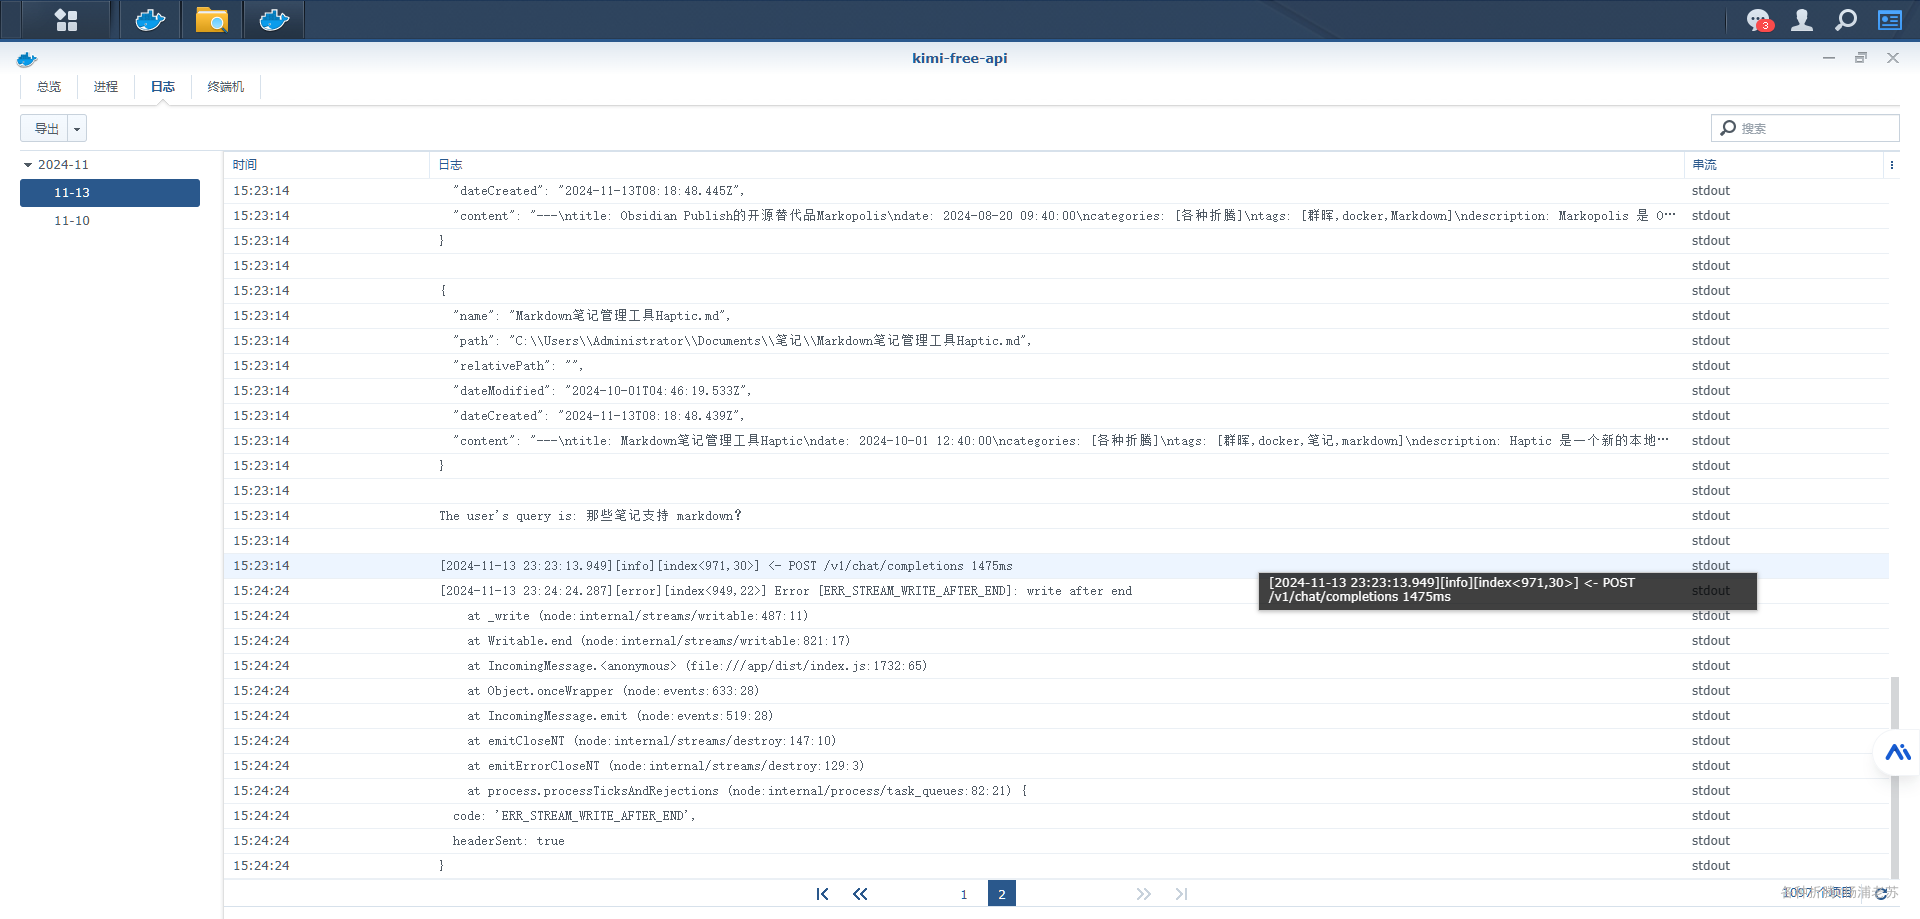 3
kimi-free-api
总览 进程 日志 终端机
导出 搜索
2024-11
11-13
11-10
时间 日志 串流
15:23:14 "dateCreated": "2024-11-13T08:18:48.445Z", stdout
15:23:14 "content": "---\ntitle: Obsidian Publish的开源替代品Markopolis\ndate: 2024-08-20 09:40:00\ncategories: [各种折腾]\ntags: [群晖,docker,Markdown]\ndescription: Markopolis 是 O… stdout
15:23:14 } stdout
15:23:14 stdout
15:23:14 { stdout
15:23:14 "name": "Markdown笔记管理工具Haptic.md", stdout
15:23:14 "path": "C:\\Users\\Administrator\\Documents\\笔记\\Markdown笔记管理工具Haptic.md", stdout
15:23:14 "relativePath": "", stdout
15:23:14 "dateModified": "2024-10-01T04:46:19.533Z", stdout
15:23:14 "dateCreated": "2024-11-13T08:18:48.439Z", stdout
15:23:14 "content": "---\ntitle: Markdown笔记管理工具Haptic\ndate: 2024-10-01 12:40:00\ncategories: [各种折腾]\ntags: [群晖,docker,笔记,markdown]\ndescription: Haptic 是一个新的本地… stdout
15:23:14 } stdout
15:23:14 stdout
15:23:14 The user's query is: 那些笔记支持 markdown? stdout
15:23:14 stdout
15:23:14 [2024-11-13 23:23:13.949][info][index<971,30>] <- POST /v1/chat/completions 1475ms stdout
[2024-11-13 23:23:13.949][info][index<971,30>] <- POST
/v1/chat/completions 1475ms
15:24:24 [2024-11-13 23:24:24.287][error][index<949,22>] Error [ERR_STREAM_WRITE_AFTER_END]: write after end stdout
15:24:24 at _write (node:internal/streams/writable:487:11) stdout
15:24:24 at Writable.end (node:internal/streams/writable:821:17) stdout
15:24:24 at IncomingMessage.<anonymous> (file:///app/dist/index.js:1732:65) stdout
15:24:24 at Object.onceWrapper (node:events:633:28) stdout
15:24:24 at IncomingMessage.emit (node:events:519:28) stdout
15:24:24 at emitCloseNT (node:internal/streams/destroy:147:10) stdout
15:24:24 at emitErrorCloseNT (node:internal/streams/destroy:129:3) stdout
15:24:24 at process.processTicksAndRejections (node:internal/process/task_queues:82:21) { stdout
15:24:24 code: 'ERR_STREAM_WRITE_AFTER_END', stdout
15:24:24 headerSent: true stdout
15:24:24 } stdout
1 2 1097 个项目